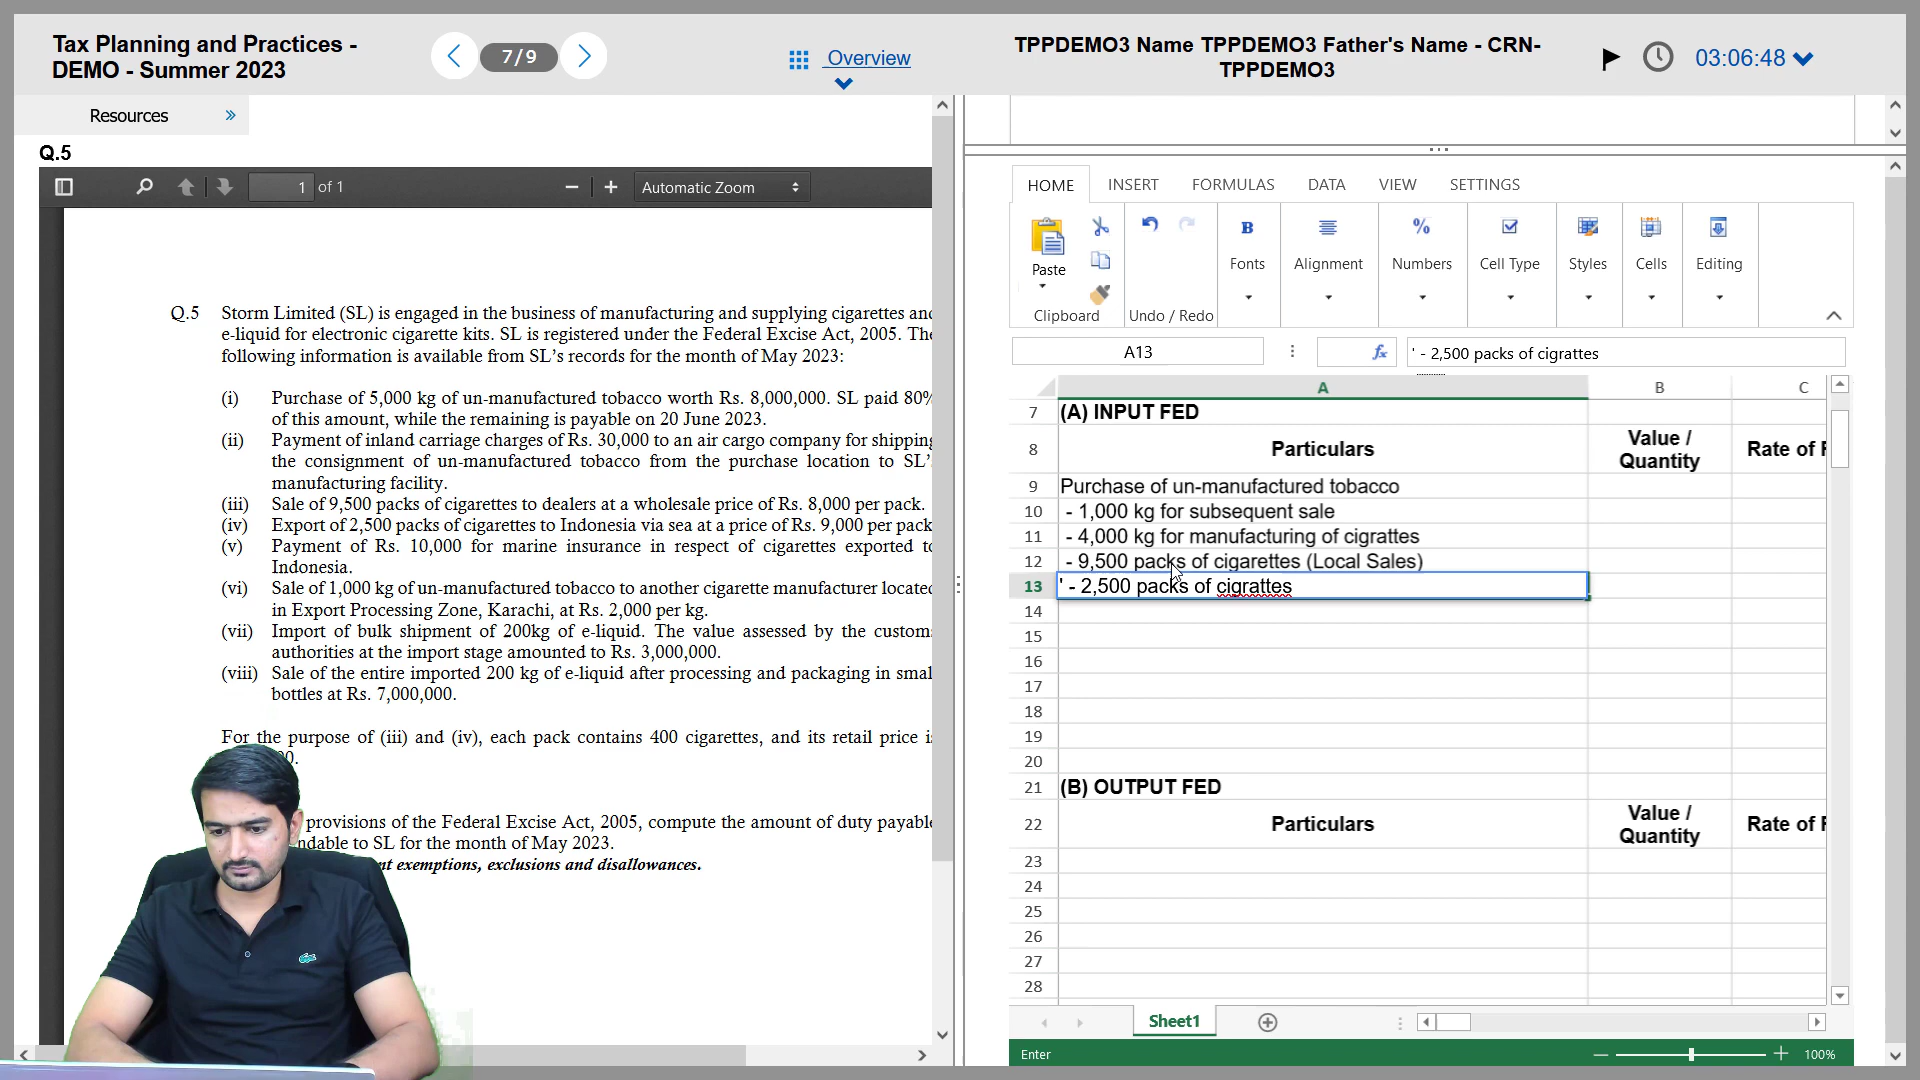 Tax Planning and Practices -
DEMO - Summer 2023
7/9
Overview
TPPDEMO3 Name TPPDEMO3 Father's Name - CRN-
TPPDEMO3
03:06:48
Resources
Q.5
1 of 1
Automatic Zoom
Q.5 Storm Limited (SL) is engaged in the business of manufacturing and supplying cigarettes and
e-liquid for electronic cigarette kits. SL is registered under the Federal Excise Act, 2005. The
following information is available from SL's records for the month of May 2023:
(i) Purchase of 5,000 kg of un-manufactured tobacco worth Rs. 8,000,000. SL paid 80%
of this amount, while the remaining is payable on 20 June 2023.
(ii) Payment of inland carriage charges of Rs. 30,000 to an air cargo company for shipping
the consignment of un-manufactured tobacco from the purchase location to SL'
manufacturing facility.
(iii) Sale of 9,500 packs of cigarettes to dealers at a wholesale price of Rs. 8,000 per pack.
(iv) Export of 2,500 packs of cigarettes to Indonesia via sea at a price of Rs. 9,000 per pack
(v) Payment of Rs. 10,000 for marine insurance in respect of cigarettes exported to
Indonesia.
(vi) Sale of 1,000 kg of un-manufactured tobacco to another cigarette manufacturer located
in Export Processing Zone, Karachi, at Rs. 2,000 per kg.
(vii) Import of bulk shipment of 200kg of e-liquid. The value assessed by the customs
authorities at the import stage amounted to Rs. 3,000,000.
(viii) Sale of the entire imported 200 kg of e-liquid after processing and packaging in small
bottles at Rs. 7,000,000.
For the purpose of (iii) and (iv), each pack contains 400 cigarettes, and its retail price is
provisions of the Federal Excise Act, 2005, compute the amount of duty payable
ndable to SL for the month of May 2023.
nt exemptions, exclusions and disallowances.
HOME INSERT FORMULAS DATA VIEW SETTINGS
Paste
Fonts Alignment Numbers Cell Type Styles Cells Editing
Clipboard Undo / Redo
A13 fx ' - 2,500 packs of cigrattes
A B C
7 (A) INPUT FED
8 Particulars Value / Quantity Rate of F
9 Purchase of un-manufactured tobacco
10 - 1,000 kg for subsequent sale
11 - 4,000 kg for manufacturing of cigrattes
12 - 9,500 packs of cigarettes (Local Sales)
13 ' - 2,500 packs of cigrattes
14
15
16
17
18
19
20
21 (B) OUTPUT FED
22 Particulars Value / Quantity Rate of F
23
24
25
26
27
28
Sheet1
Enter 100%